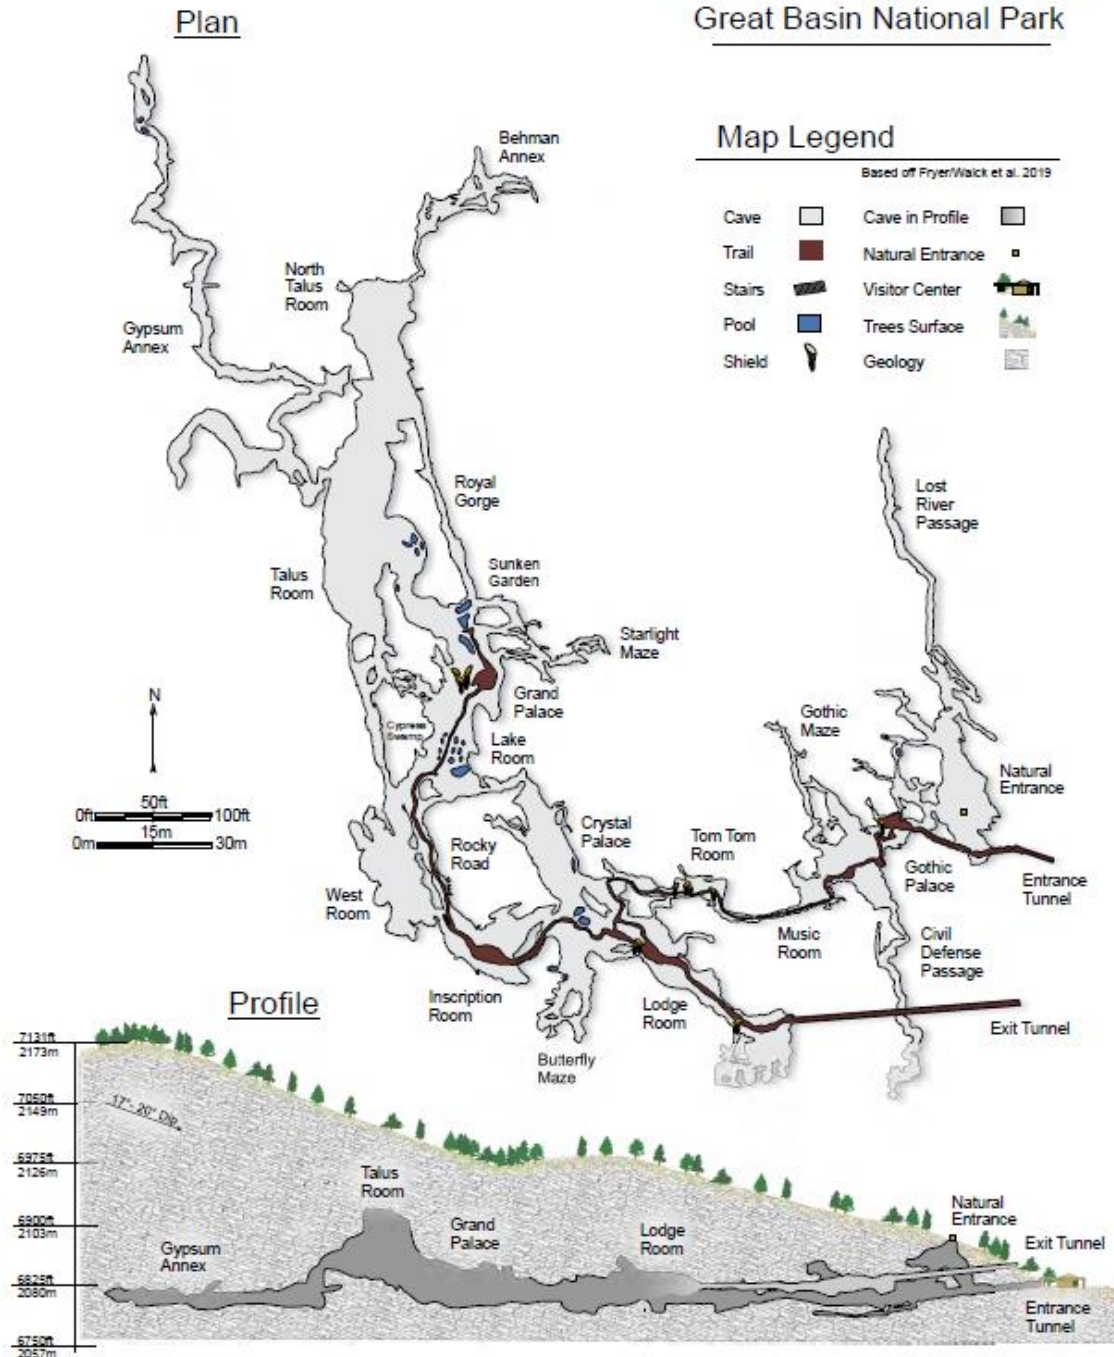 Plan
Great Basin National Park
Map Legend
Based off Fryer/Walck et al. 2019
Cave
Cave in Profile
Trail
Natural Entrance
Stairs
Visitor Center
Pool
Trees Surface
Shield
Geology
Behman
Annex
North
Talus
Room
Gypsum
Annex
Royal
Gorge
Lost
River
Passage
Talus
Room
Sunken
Garden
Starlight
Maze
Grand
Palace
Cypress
Swamp
Lake
Room
Gothic
Maze
Natural
Entrance
N
0ft
50ft
100ft
0m
15m
30m
Rocky
Road
Crystal
Palace
Tom Tom
Room
Gothic
Palace
Entrance
Tunnel
West
Room
Music
Room
Civil
Defense
Passage
Inscription
Room
Lodge
Room
Exit Tunnel
Butterfly
Maze
Profile
7131ft
2173m
7050ft
2149m
17°- 20° Dip
6975ft
2126m
6900ft
2103m
6825ft
2080m
6750ft
2057m
Talus
Room
Gypsum
Annex
Grand
Palace
Lodge
Room
Natural
Entrance
Exit Tunnel
Entrance
Tunnel